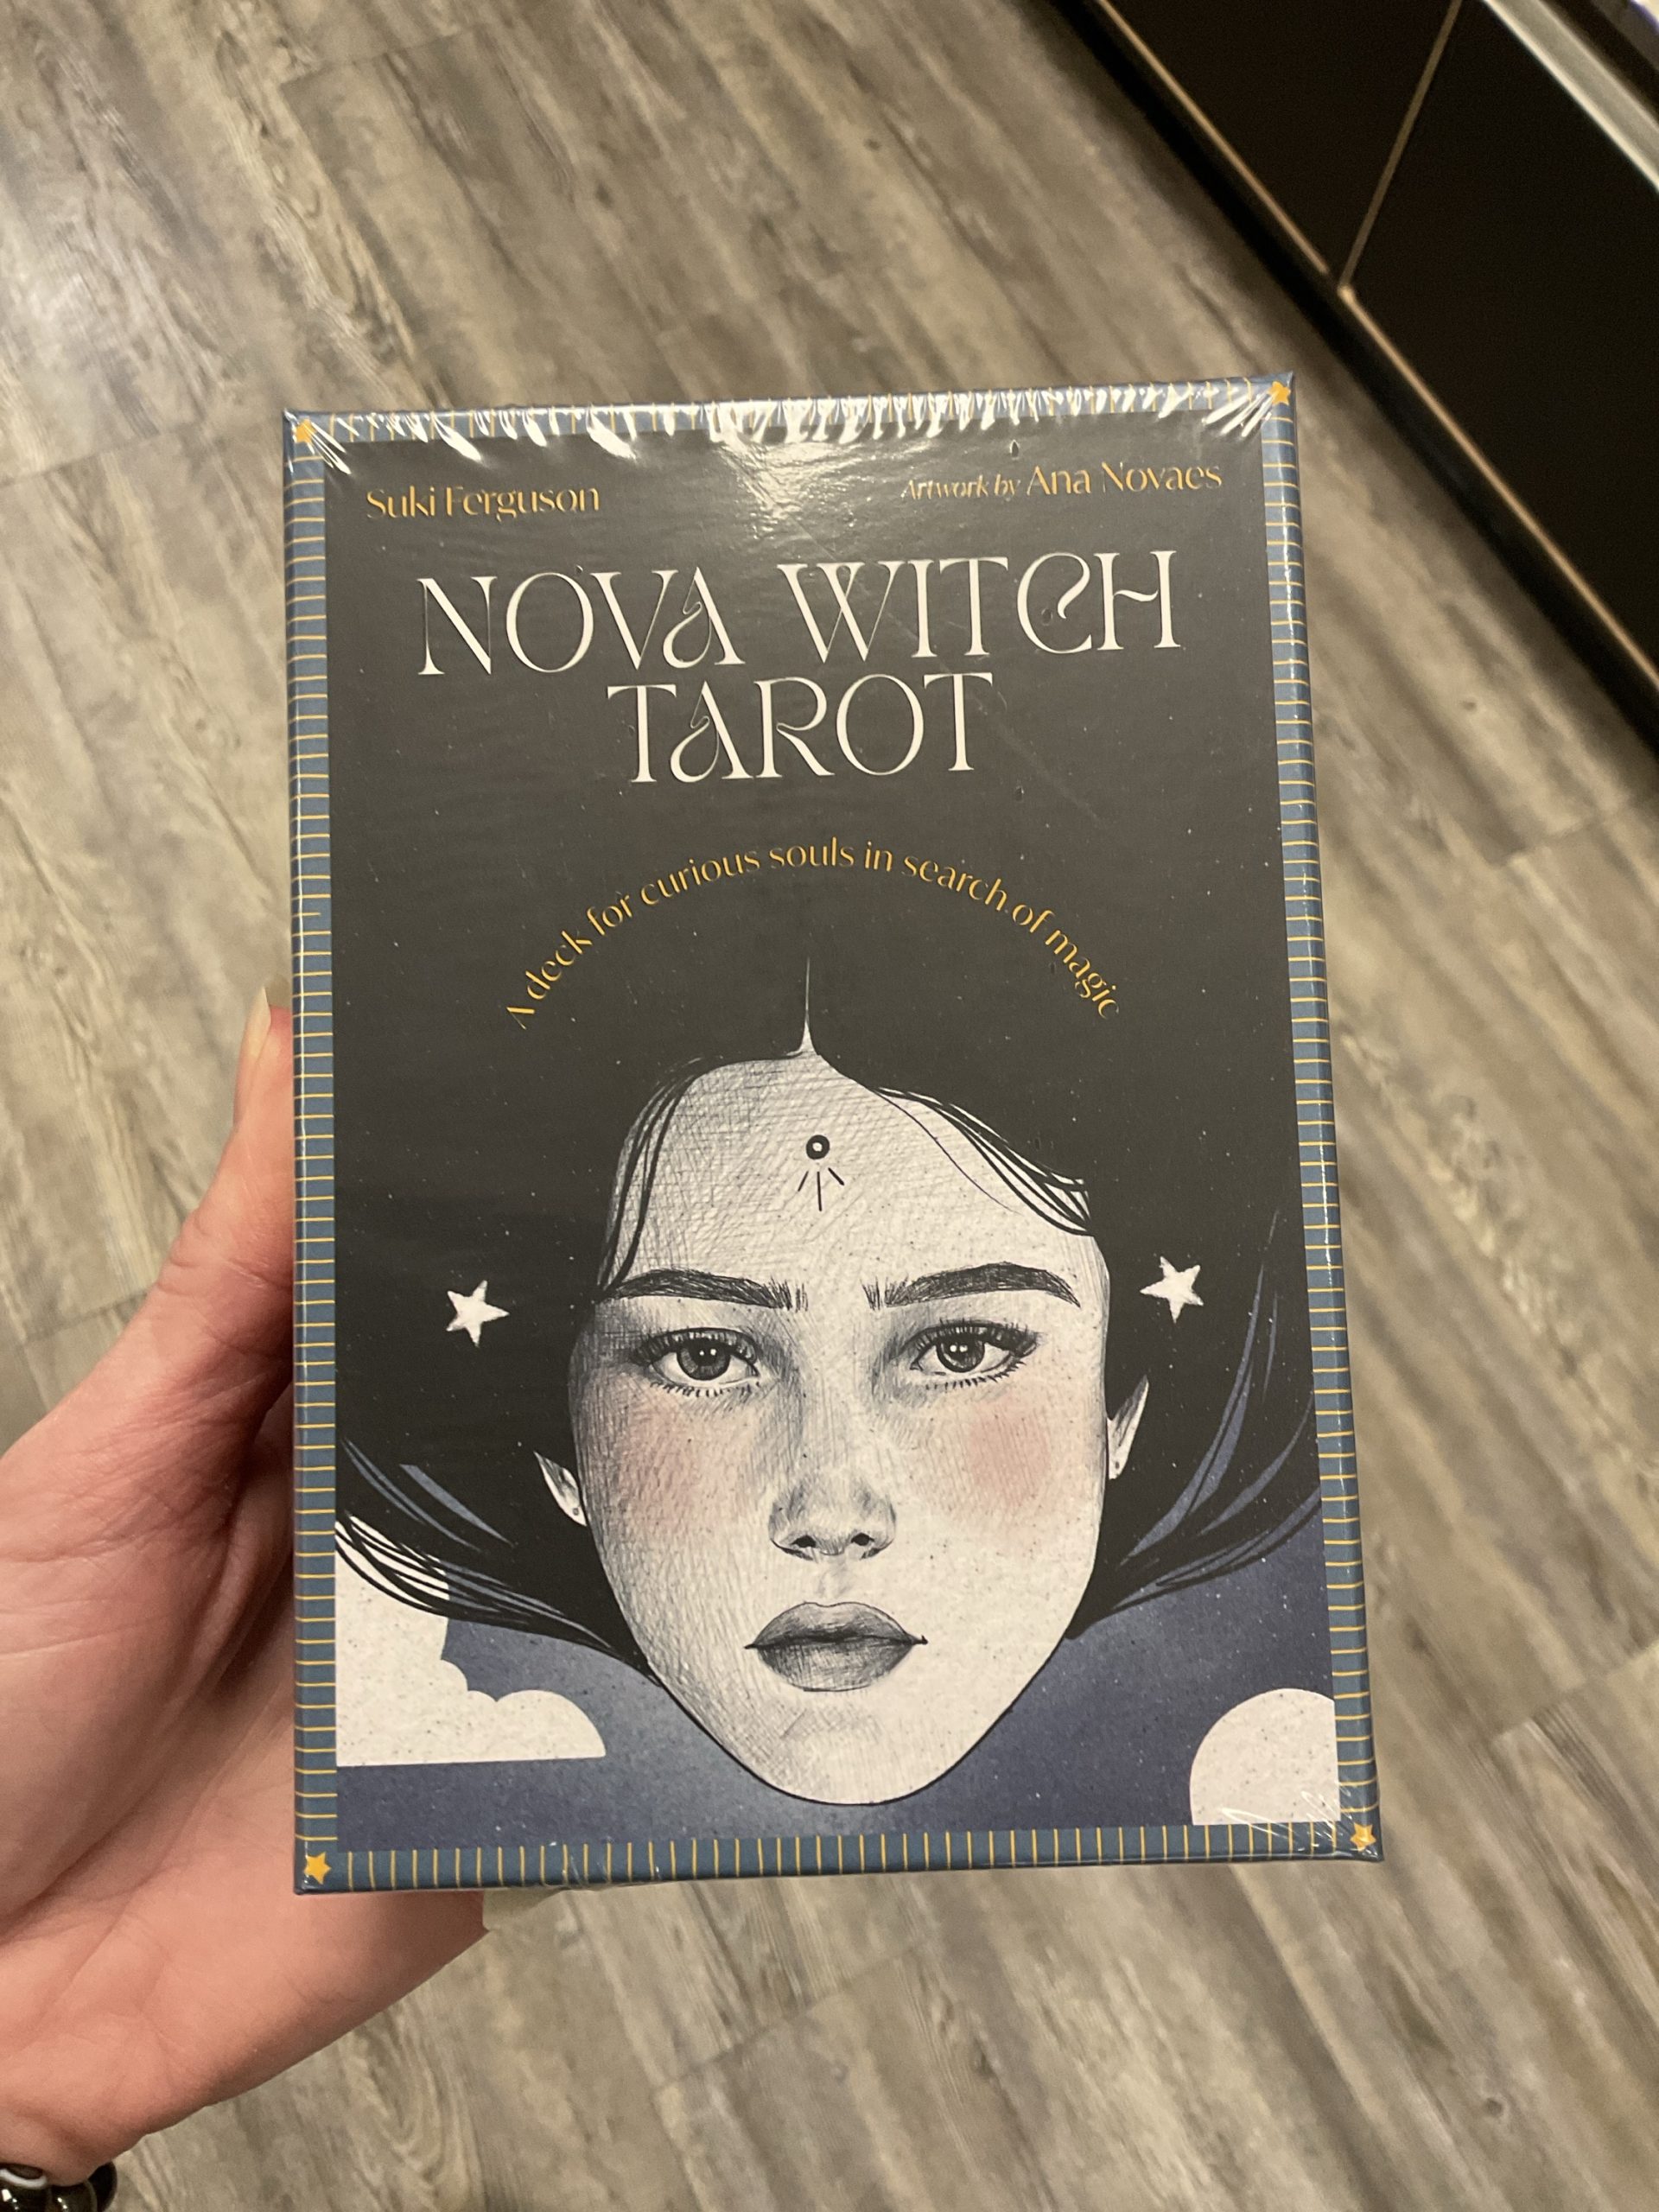 Suki Ferguson
Artwork by Ana Novaes
NOVA WITCH
TAROT
A deck for curious souls in search of magic